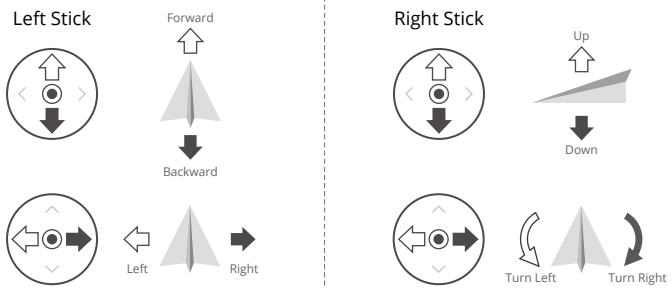 Left Stick
Forward
Backward
Left
Right
Right Stick
Up
Down
Turn Left
Turn Right